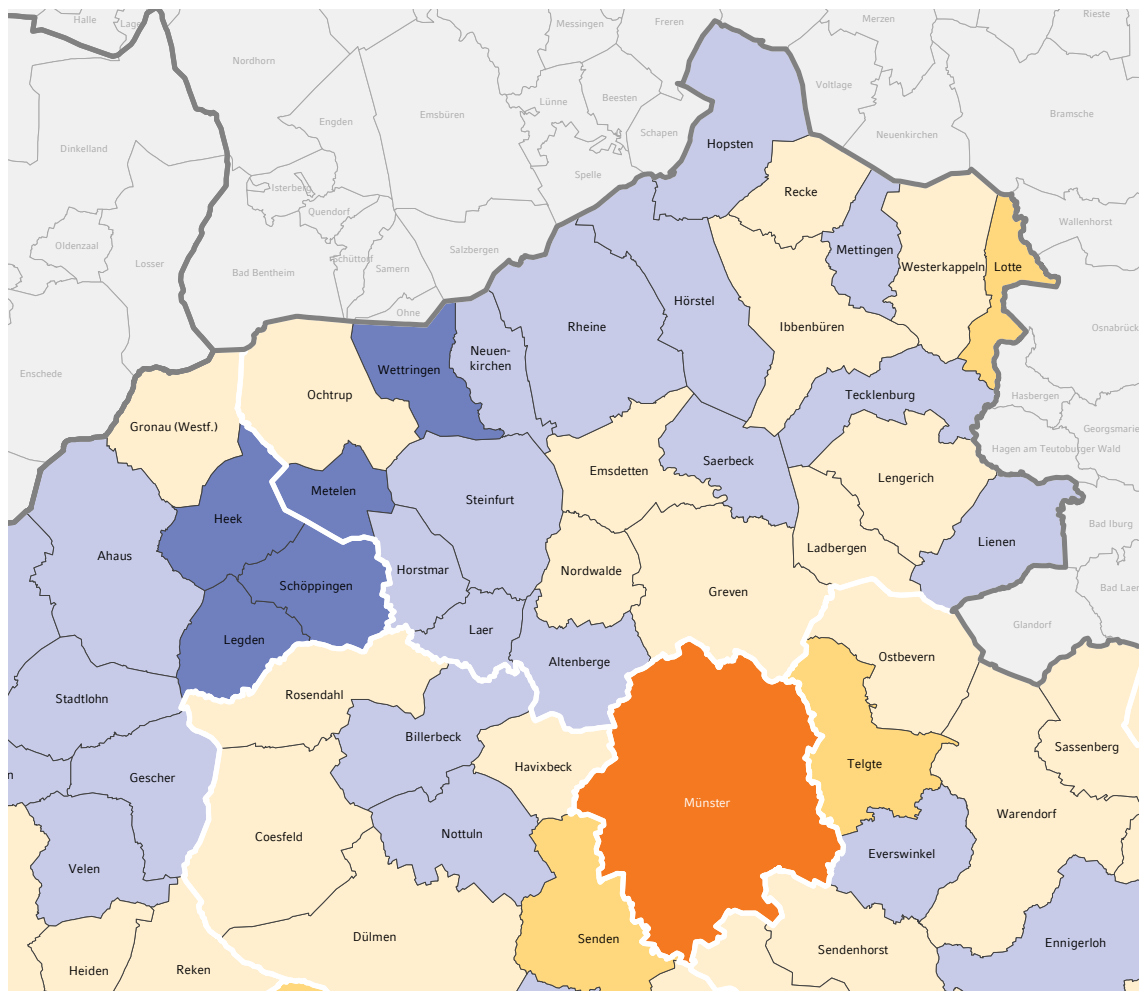 Halle
Lage
Messingen
Freren
Merzen
Rieste
Nordhorn
Voltlage
Lünne
Beesten
Emsbüren
Bramsche
Engden
Schapen
Neuenkirchen
Dinkelland
Hopsten
Spelle
Isterberg
Recke
Quendorf
Wallenhorst
Oldenzaal
Losser
Salzbergen
Mettingen
Schüttorf
Samern
Bad Bentheim
Westerkappeln
Lotte
Hörstel
Ohne
Rheine
Ibbenbüren
Osnabrück
Neuen-
kirchen
Enschede
Wettringen
Ochtrup
Tecklenburg
Hasbergen
Gronau (Westf.)
Georgsmarie
Hagen am Teutoburger Wald
Saerbeck
Emsdetten
Lengerich
Metelen
Steinfurt
Heek
Bad Iburg
Lienen
Ladbergen
Ahaus
Horstmar
Nordwalde
Schöppingen
Greven
Bad Laer
Glandorf
Laer
Legden
Altenberge
Ostbevern
Rosendahl
Stadtlohn
Billerbeck
Sassenberg
Telgte
Havixbeck
n
Gescher
Münster
Warendorf
Nottuln
Coesfeld
Everswinkel
Velen
Dülmen
Senden
Ennigerloh
Sendenhorst
Heiden
Reken